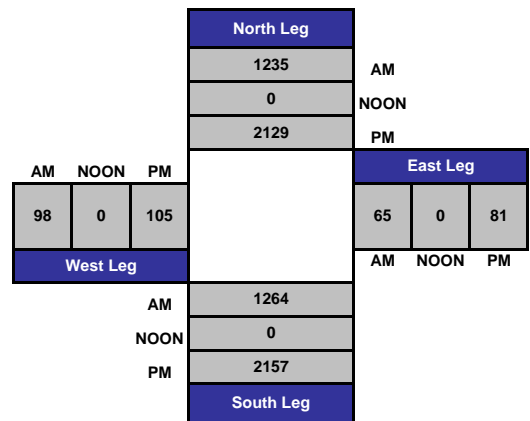 North Leg
1235 AM
0 NOON
2129 PM
AM NOON PM
East Leg
98 0 105
65 0 81
West Leg
AM NOON PM
AM 1264
NOON 0
PM 2157
South Leg